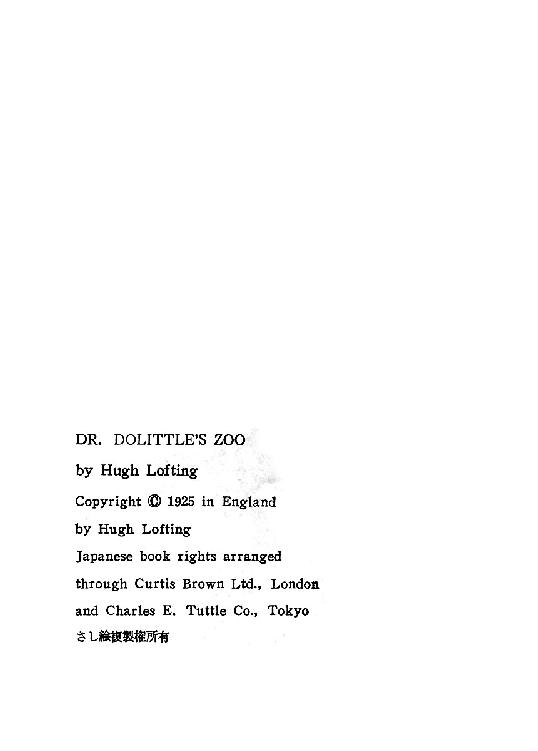 DR. DOLITTLE'S ZOO
by Hugh Lofting
Copyright © 1925 in England
by Hugh Lofting
Japanese book rights arranged
through Curtis Brown Ltd., London
and Charles E. Tuttle Co., Tokyo
さし絵複製権所有